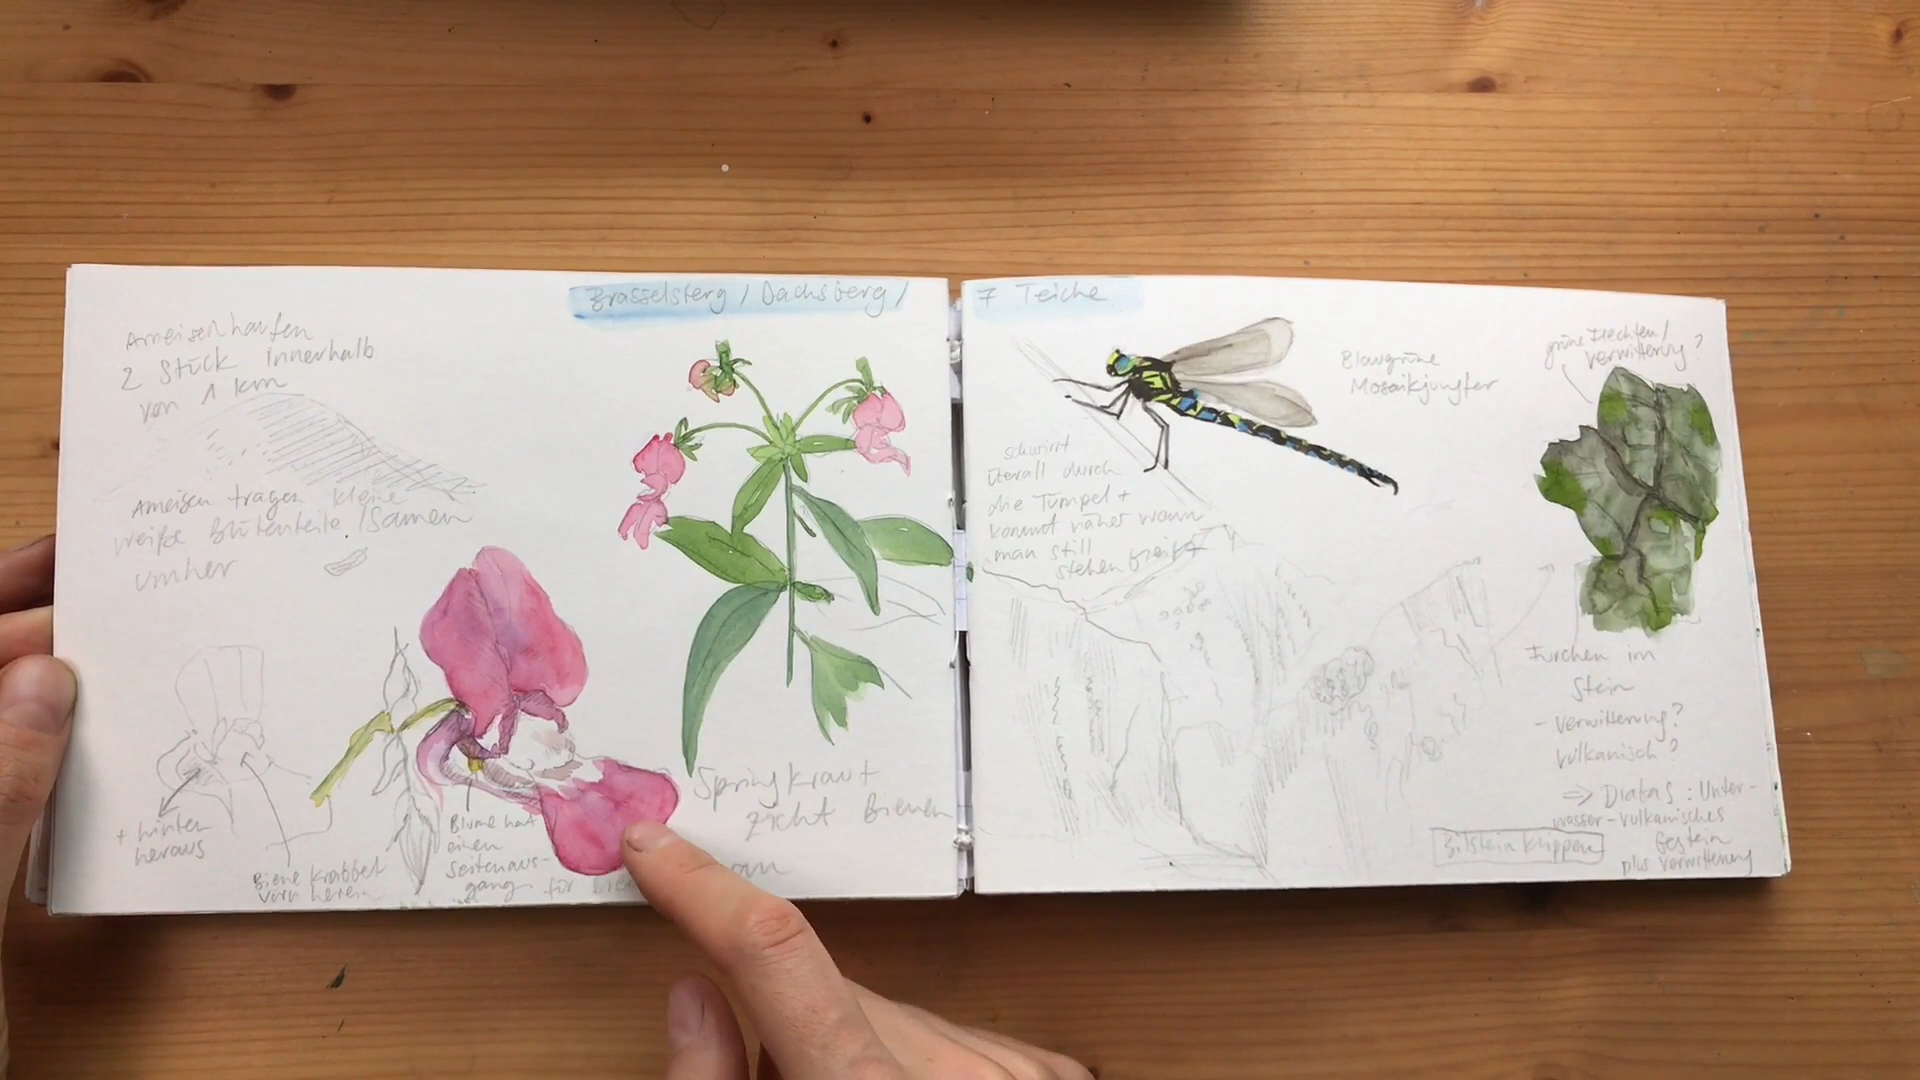 Brasselsberg / Dachsberg /
Ameisenhaufen
2 Stück innerhalb
von 1 km
Ameisen tragen kleine
weiße Blütenteile / Samen
umher
+ hinten
heraus
Biene krabbelt
vorn herein
Blume hat
einen
Seitenaus-
gang für
Springkraut
zieht Bienen
an
7 Teiche
Blaugrüne
Mosaikjungfer
schwirrt
überall durch
die Tümpel +
kommt näher wenn
man still
stehen bleibt
grüne Flechten /
Verwitterung?
Furchen im
Stein
- Verwitterung?
vulkanisch?
⇒ Diabas: Unter-
wasser-vulkanisches
Gestein
plus Verwitterung
Bilstein Klippen